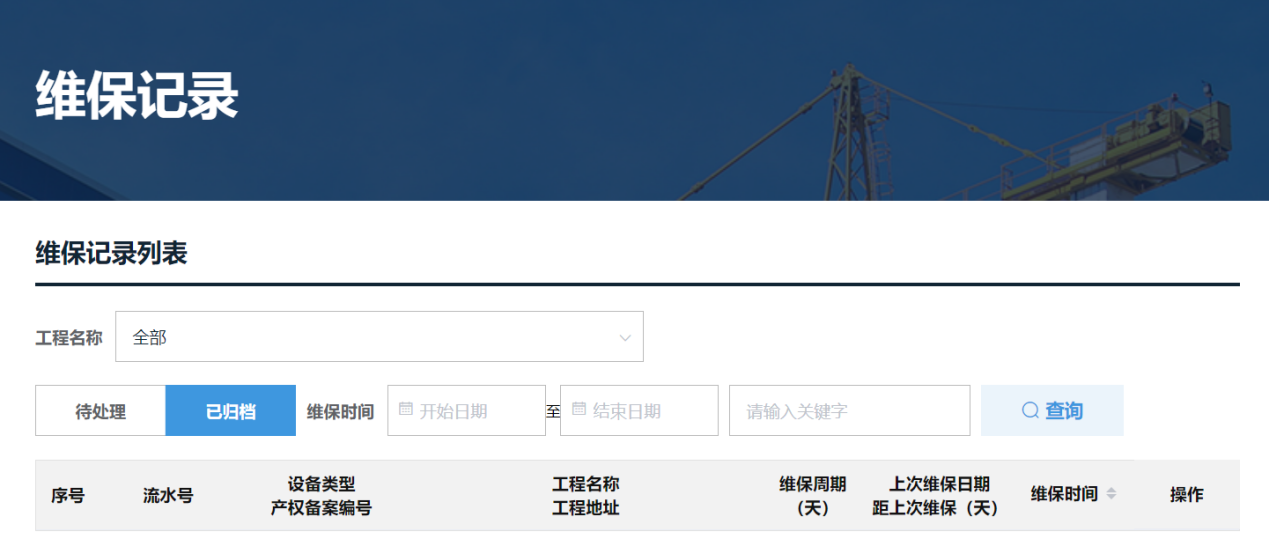 维保记录
维保记录列表
工程名称 全部
待处理 已归档 维保时间 开始日期 至 结束日期 请输入关键字 查询
序号 流水号 设备类型 工程名称 维保周期 上次维保日期 维保时间 操作
产权备案编号 工程地址 （天） 距上次维保（天）